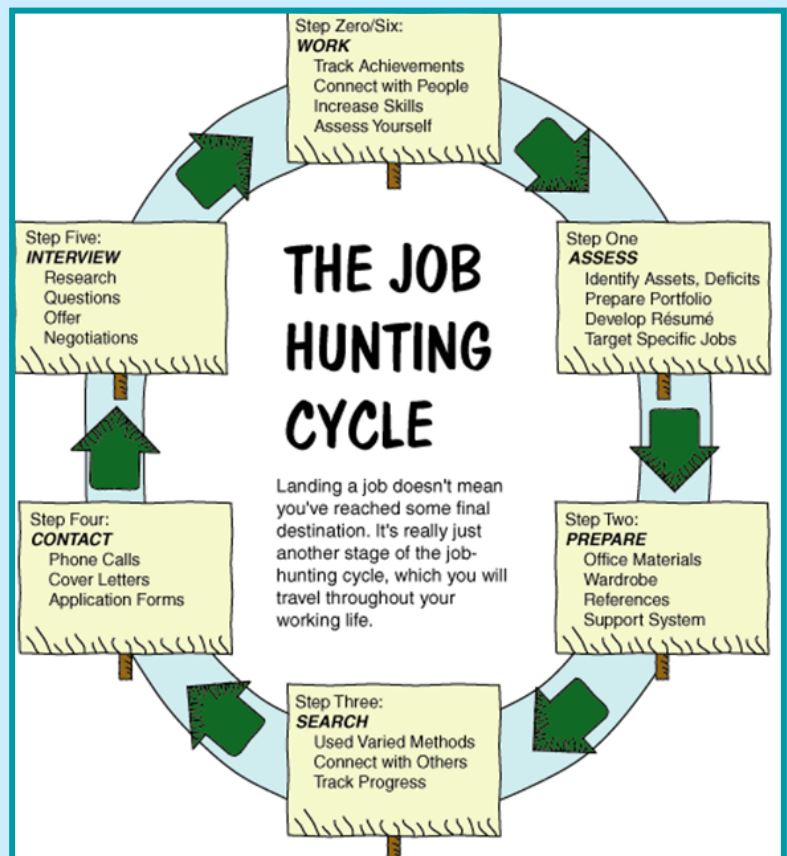 Step Zero/Six:
WORK
Track Achievements
Connect with People
Increase Skills
Assess Yourself
Step One
ASSESS
Identify Assets, Deficits
Prepare Portfolio
Develop Résumé
Target Specific Jobs
Step Two:
PREPARE
Office Materials
Wardrobe
References
Support System
Step Three:
SEARCH
Used Varied Methods
Connect with Others
Track Progress
Step Four:
CONTACT
Phone Calls
Cover Letters
Application Forms
Step Five:
INTERVIEW
Research
Questions
Offer
Negotiations
THE JOB
HUNTING
CYCLE
Landing a job doesn't mean
you've reached some final
destination. It's really just
another stage of the job-
hunting cycle, which you will
travel throughout your
working life.